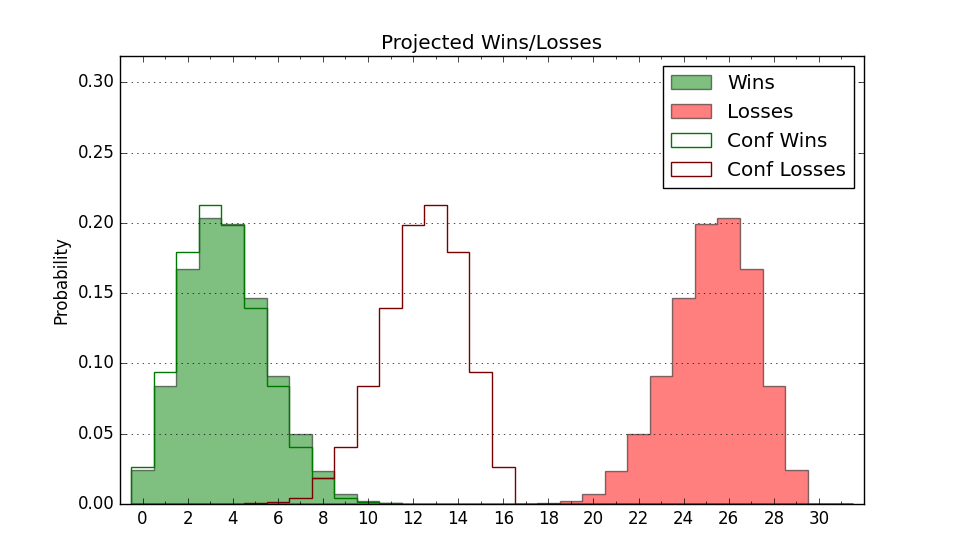 Projected Wins/Losses
Wins
Losses
Conf Wins
Conf Losses
Probability
0.30
0.25
0.20
0.15
0.10
0.05
0.00
0 2 4 6 8 10 12 14 16 18 20 22 24 26 28 30